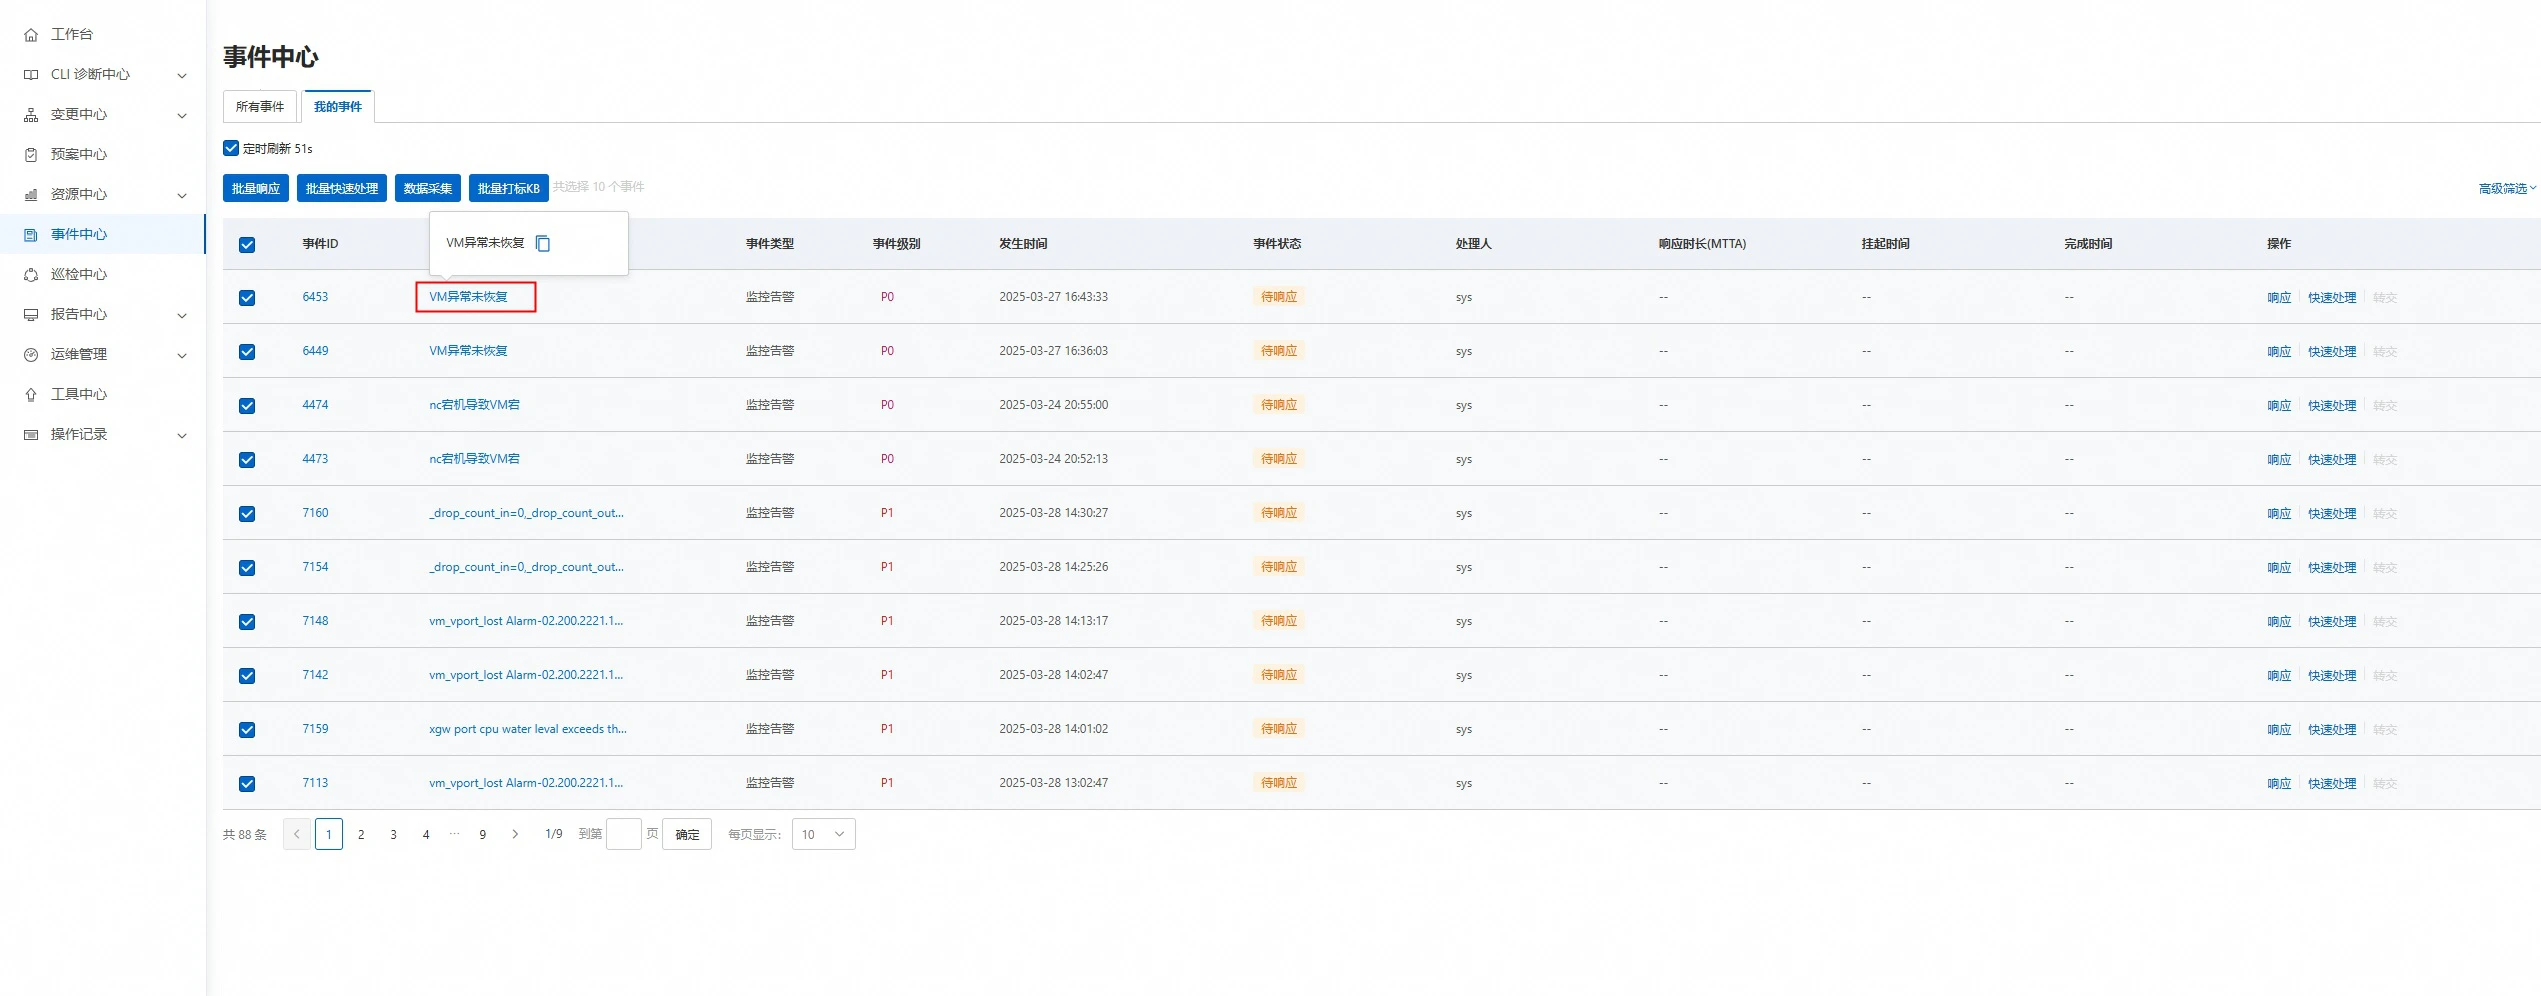 工作台
CLI 诊断中心
变更中心
预案中心
资源中心
事件中心
巡检中心
报告中心
运维管理
工具中心
操作记录
事件中心
所有事件 我的事件
定时刷新 51s
批量响应 批量快速处理 数据采集 批量打标KB 共选择 10 个事件 高级筛选
VM异常未恢复
事件ID 事件类型 事件级别 发生时间 事件状态 处理人 响应时长(MTTA) 挂起时间 完成时间 操作
6453 VM异常未恢复 监控告警 P0 2025-03-27 16:43:33 待响应 sys -- -- -- 响应 快速处理 转交
6449 VM异常未恢复 监控告警 P0 2025-03-27 16:36:03 待响应 sys -- -- -- 响应 快速处理 转交
4474 nc宕机导致VM宕 监控告警 P0 2025-03-24 20:55:00 待响应 sys -- -- -- 响应 快速处理 转交
4473 nc宕机导致VM宕 监控告警 P0 2025-03-24 20:52:13 待响应 sys -- -- -- 响应 快速处理 转交
7160 _drop_count_in=0,_drop_count_out... 监控告警 P1 2025-03-28 14:30:27 待响应 sys -- -- -- 响应 快速处理 转交
7154 _drop_count_in=0,_drop_count_out... 监控告警 P1 2025-03-28 14:25:26 待响应 sys -- -- -- 响应 快速处理 转交
7148 vm_vport_lost Alarm-02.200.2221.1... 监控告警 P1 2025-03-28 14:13:17 待响应 sys -- -- -- 响应 快速处理 转交
7142 vm_vport_lost Alarm-02.200.2221.1... 监控告警 P1 2025-03-28 14:02:47 待响应 sys -- -- -- 响应 快速处理 转交
7159 xgw port cpu water leval exceeds th... 监控告警 P1 2025-03-28 14:01:02 待响应 sys -- -- -- 响应 快速处理 转交
7113 vm_vport_lost Alarm-02.200.2221.1... 监控告警 P1 2025-03-28 13:02:47 待响应 sys -- -- -- 响应 快速处理 转交
共 88 条 1 2 3 4 ... 9 1/9 到第 页 确定 每页显示: 10